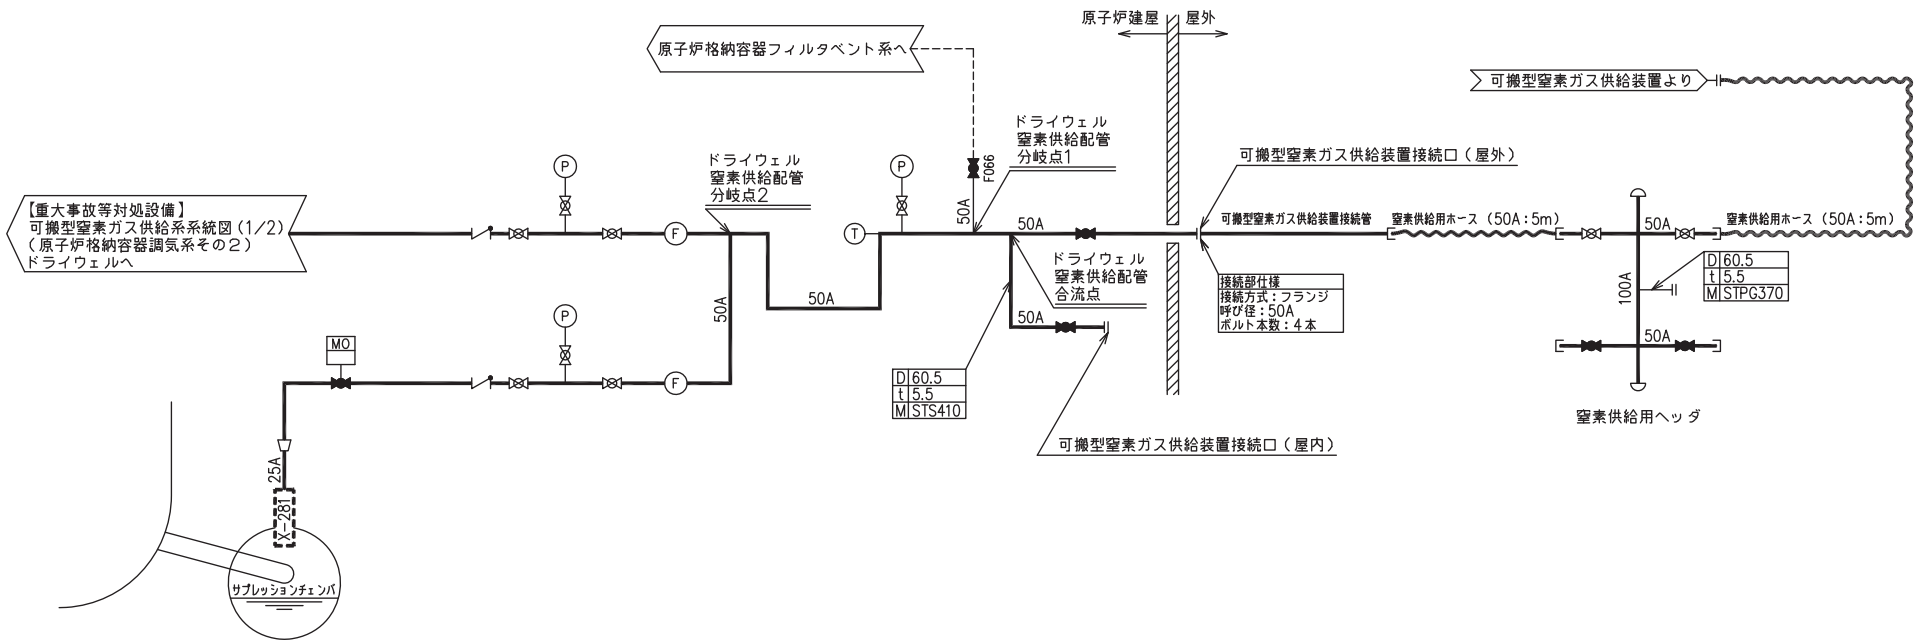 原子炉建屋
屋外
原子炉格納容器フィルタベント系へ
可搬型窒素ガス供給装置より
ドライウェル
窒素供給配管
分岐点1
ドライウェル
窒素供給配管
分岐点2
P
P
F066
50A
可搬型窒素ガス供給装置接続口(屋外)
【重大事故等対処設備】
可搬型窒素ガス供給系系統図(1/2)
(原子炉格納容器調気系その2)
ドライウェルへ
F
T
50A
可搬型窒素ガス供給装置接続管
窒素供給用ホース(50A:5m)
50A
窒素供給用ホース(50A:5m)
ドライウェル
窒素供給配管
合流点
D 60.5
t 5.5
M STPG370
接続部仕様
接続方式:フランジ
呼び径:50A
ボルト本数:4本
100A
50A
50A
50A
P
50A
MO
F
D 60.5
t 5.5
M STS410
窒素供給用ヘッダ
可搬型窒素ガス供給装置接続口(屋内)
25A
X-281
サプレッションチェンバ